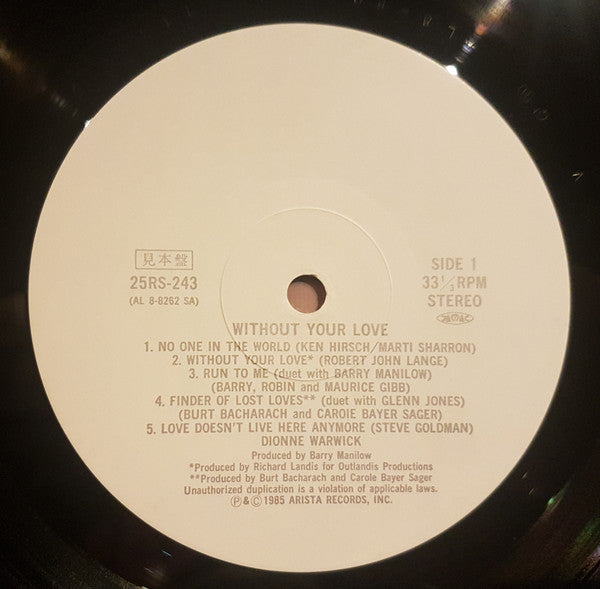 見本盤
25RS-243
(AL 8-8262 SA)
SIDE 1
33 1/3 RPM
STEREO
WITHOUT YOUR LOVE
1. NO ONE IN THE WORLD (KEN HIRSCH/MARTI SHARRON)
2. WITHOUT YOUR LOVE* (ROBERT JOHN LANGE)
3. RUN TO ME (duet with BARRY MANILOW)
(BARRY, ROBIN and MAURICE GIBB)
4. FINDER OF LOST LOVES** (duet with GLENN JONES)
(BURT BACHARACH and CAROIE BAYER SAGER)
5. LOVE DOESN'T LIVE HERE ANYMORE (STEVE GOLDMAN)
DIONNE WARWICK
Produced by Barry Manilow
*Produced by Richard Landis for Outlandis Productions
**Produced by Burt Bacharach and Carole Bayer Sager
Unauthorized duplication is a violation of applicable laws.
Ⓟ&Ⓒ1985 ARISTA RECORDS, INC.